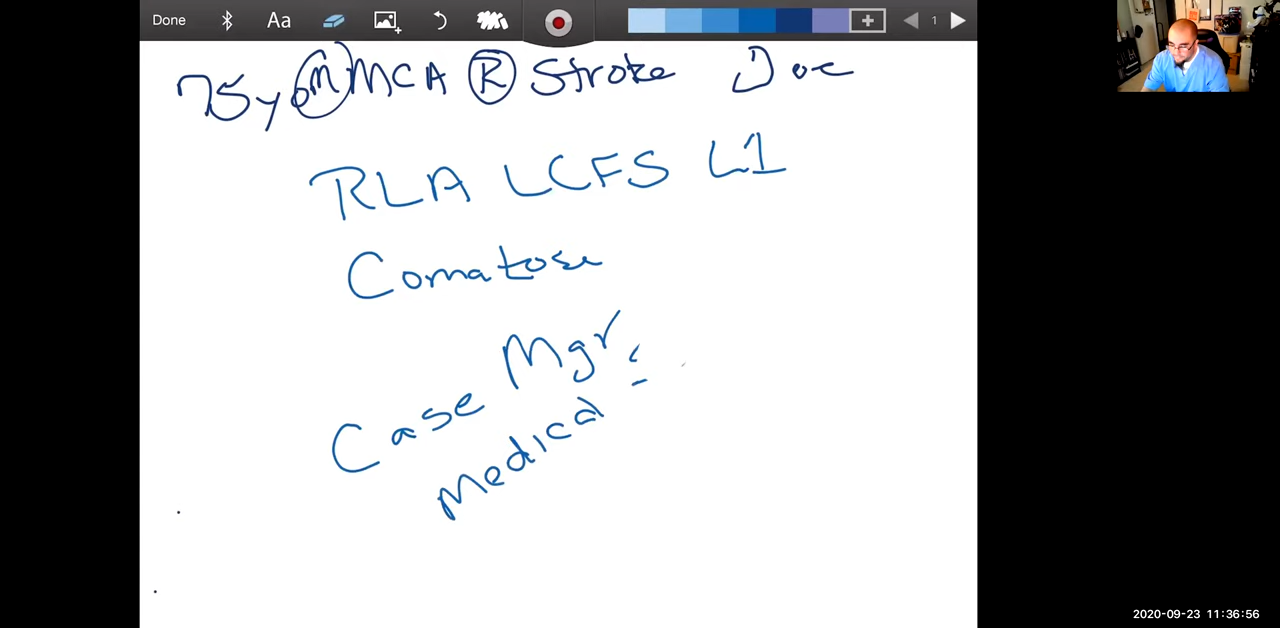 Done Aa 1
75yo M MCA R Stroke Joe
RLA LCFS L1
Comatose
Case Mgr.
Medical
2020-09-23 11:36:56